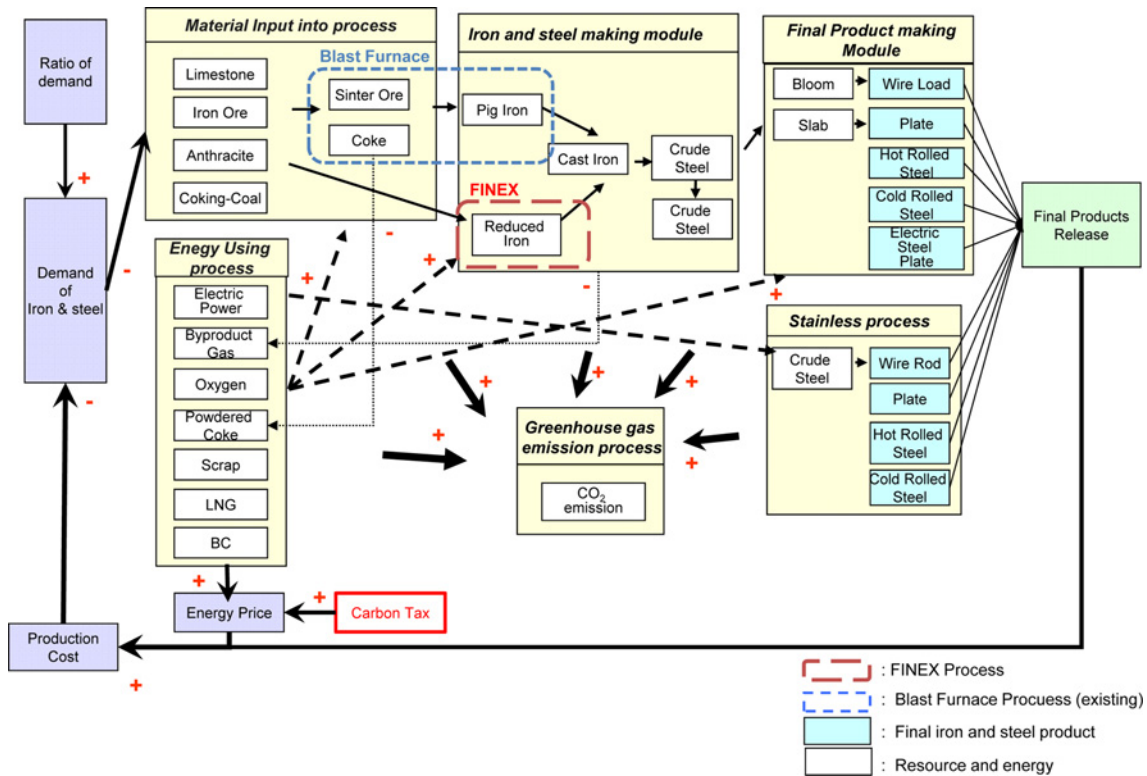 Ratio of
demand
+
Demand
of
Iron & steel
-
-
Material Input into process
Limestone
Iron Ore
Anthracite
Coking-Coal
Blast Furnace
Sinter Ore
Coke
Iron and steel making module
Pig Iron
Cast Iron
Crude
Steel
Crude
Steel
FINEX
Reduced
Iron
Final Product making
Module
Bloom
Wire Load
Slab
Plate
Hot Rolled
Steel
Cold Rolled
Steel
Electric
Steel
Plate
Final Products
Release
Enegy Using
process
Electric
Power
Byproduct
Gas
Oxygen
Powdered
Coke
Scrap
LNG
BC
+
-
+
-
+
Stainless process
Crude
Steel
Wire Rod
Plate
Hot Rolled
Steel
Cold Rolled
Steel
+
+
+
+
+
Greenhouse gas
emission process
CO2
emission
+
Energy Price
+
Carbon Tax
Production
Cost
+
: FINEX Process
: Blast Furnace Procuess (existing)
: Final iron and steel product
: Resource and energy